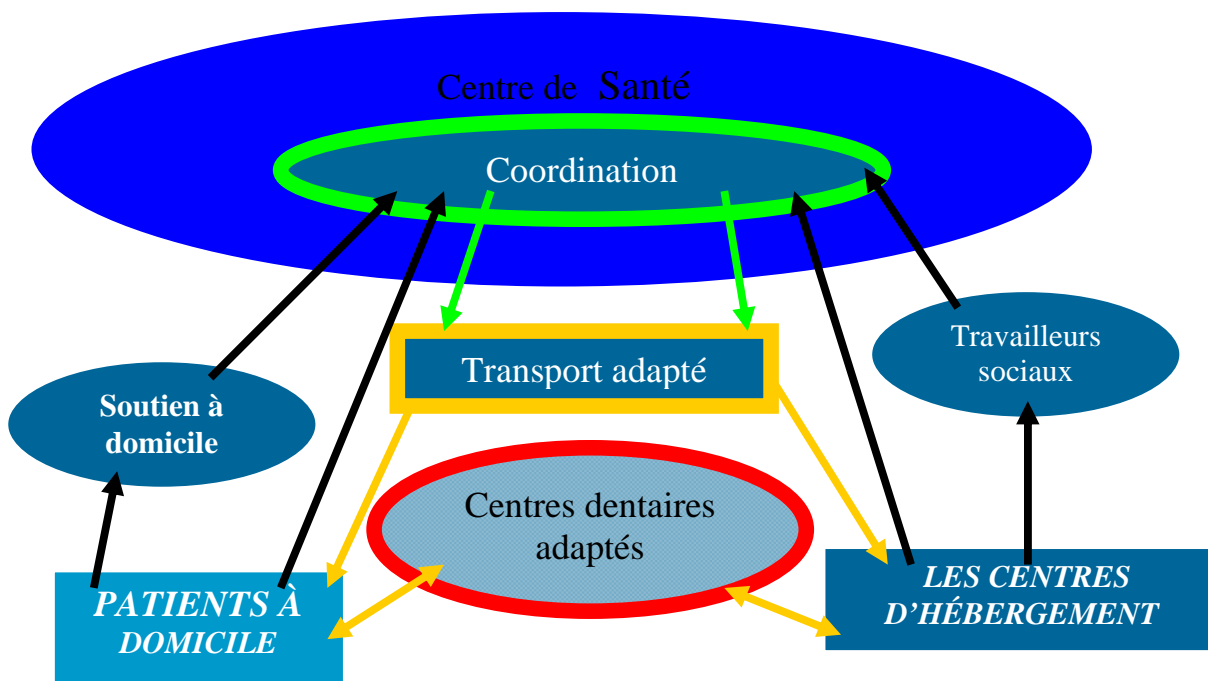 Centre de Santé
Coordination
Travailleurs
sociaux
Transport adapté
Soutien à
domicile
Centres dentaires
adaptés
PATIENTS À
DOMICILE
LES CENTRES
D’HÉBERGEMENT